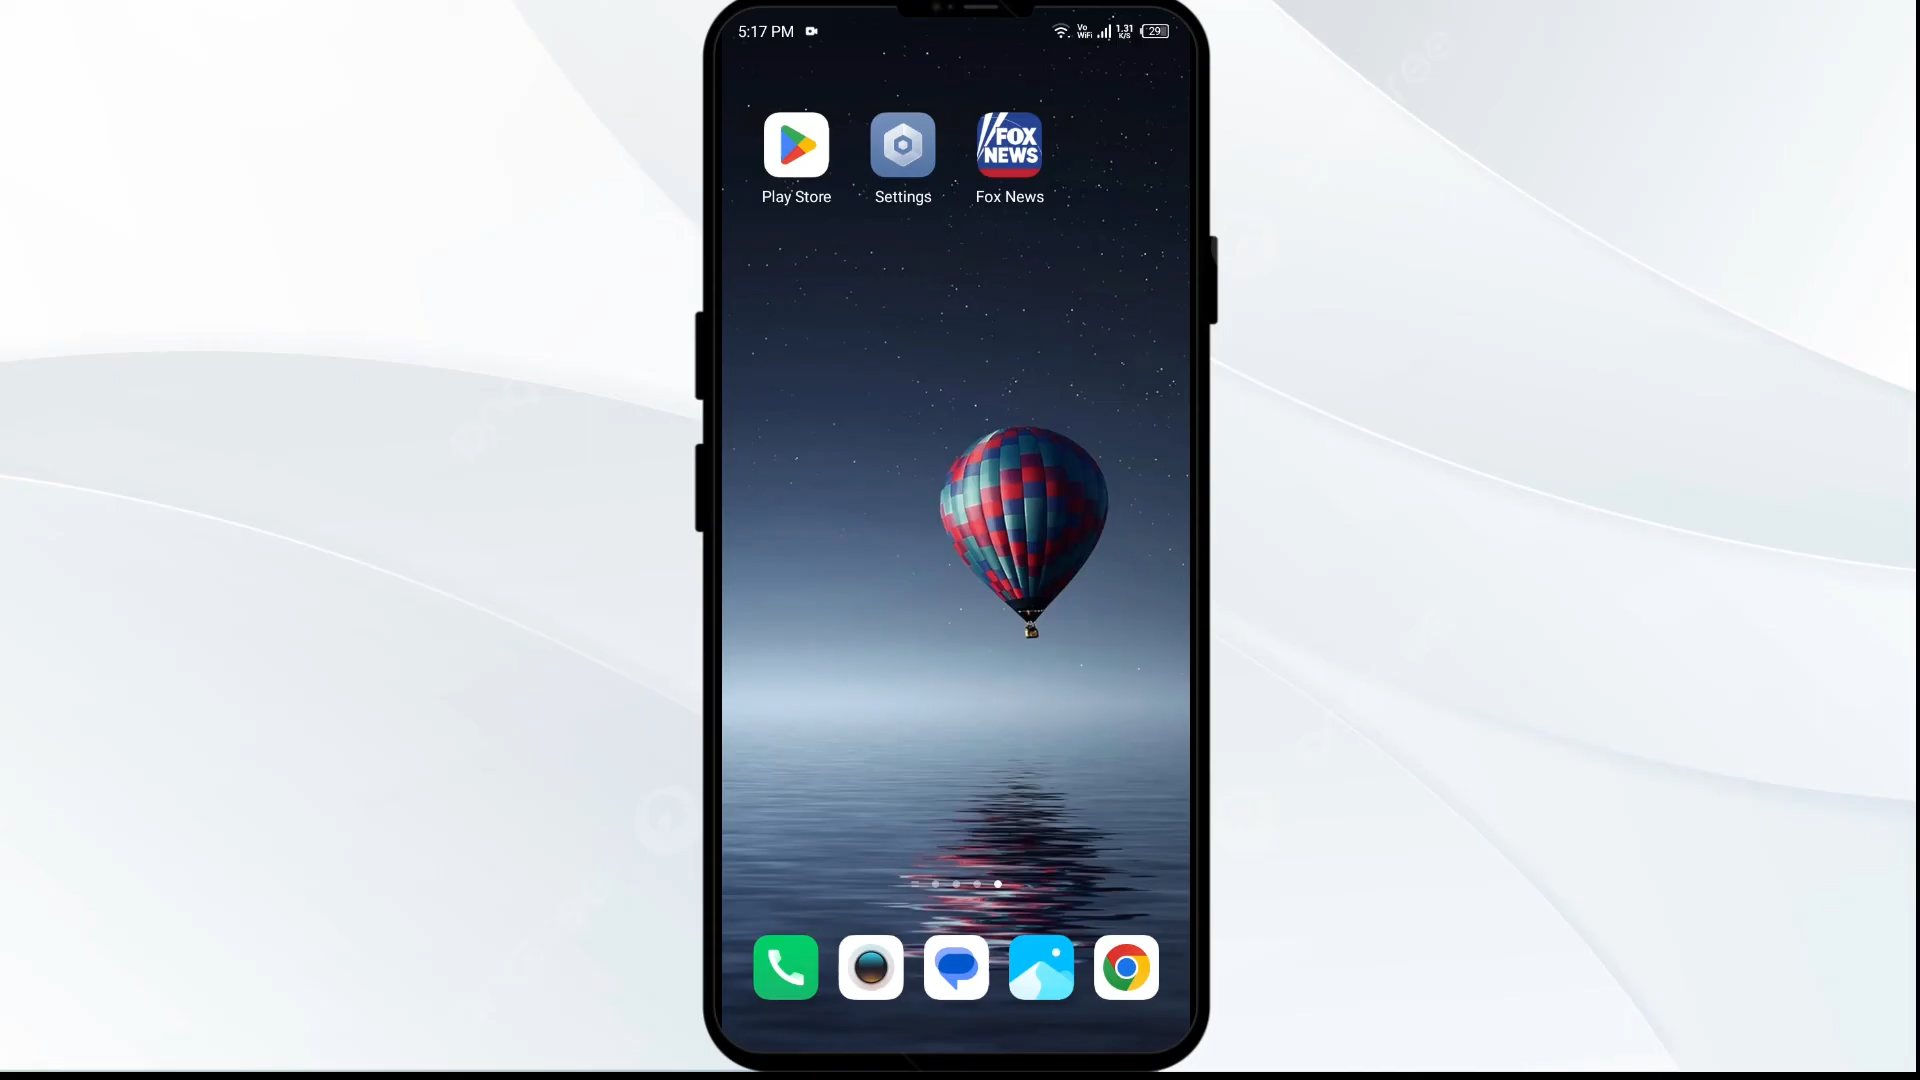 5:17 PM
Vo
WiFi
1.31
K/S
29
FOX
NEWS
Play Store
Settings
Fox News